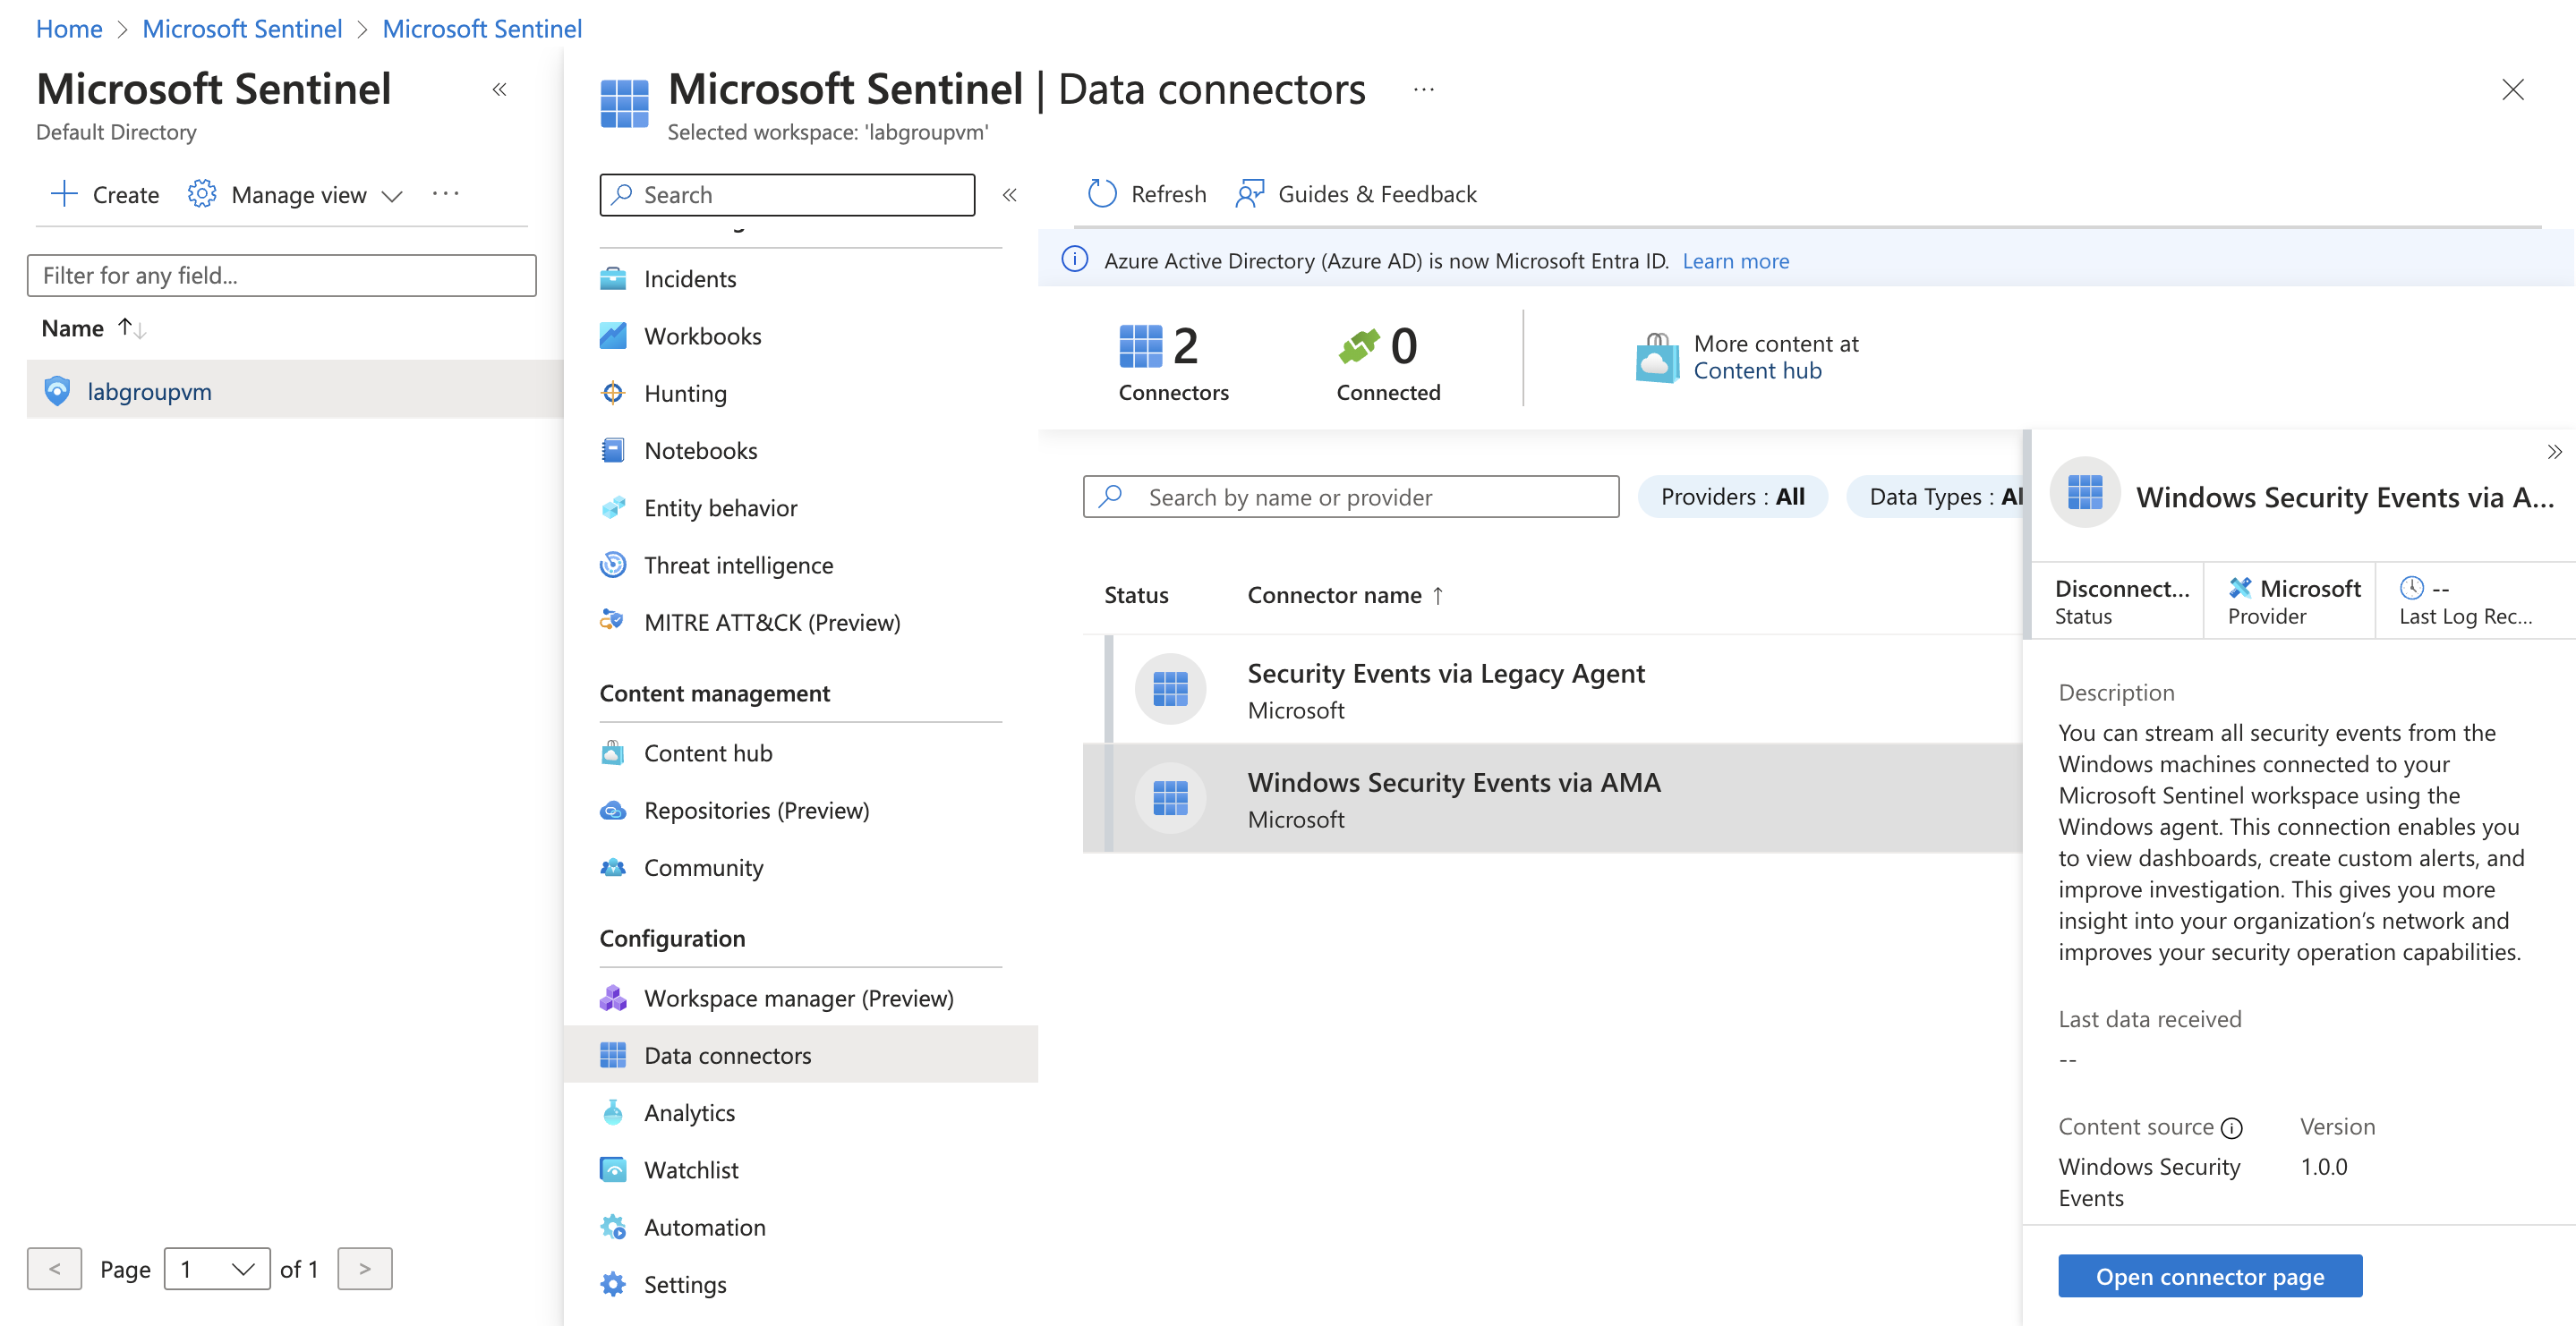 Home > Microsoft Sentinel > Microsoft Sentinel
Microsoft Sentinel
Default Directory
Create Manage view ...
Filter for any field...
Name ↑↓
labgroupvm
< Page 1 of 1 >
Microsoft Sentinel | Data connectors ...
Selected workspace: 'labgroupvm'
Search
Incidents
Workbooks
Hunting
Notebooks
Entity behavior
Threat intelligence
MITRE ATT&CK (Preview)
Content management
Content hub
Repositories (Preview)
Community
Configuration
Workspace manager (Preview)
Data connectors
Analytics
Watchlist
Automation
Settings
Refresh Guides & Feedback
Azure Active Directory (Azure AD) is now Microsoft Entra ID. Learn more
2 Connectors
0 Connected
More content at
Content hub
Search by name or provider
Providers : All
Data Types : Al
Status Connector name ↑
Security Events via Legacy Agent
Microsoft
Windows Security Events via AMA
Microsoft
Windows Security Events via A...
Disconnect... Microsoft --
Status Provider Last Log Rec...
Description
You can stream all security events from the
Windows machines connected to your
Microsoft Sentinel workspace using the
Windows agent. This connection enables you
to view dashboards, create custom alerts, and
improve investigation. This gives you more
insight into your organization’s network and
improves your security operation capabilities.
Last data received
--
Content source Version
Windows Security 1.0.0
Events
Open connector page